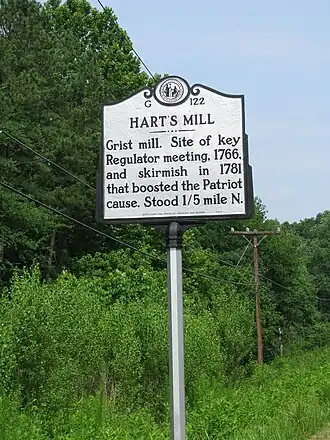 G 122
HART'S MILL
Grist mill. Site of key
Regulator meeting, 1766,
and skirmish in 1781
that boosted the Patriot
cause. Stood 1/5 mile N.